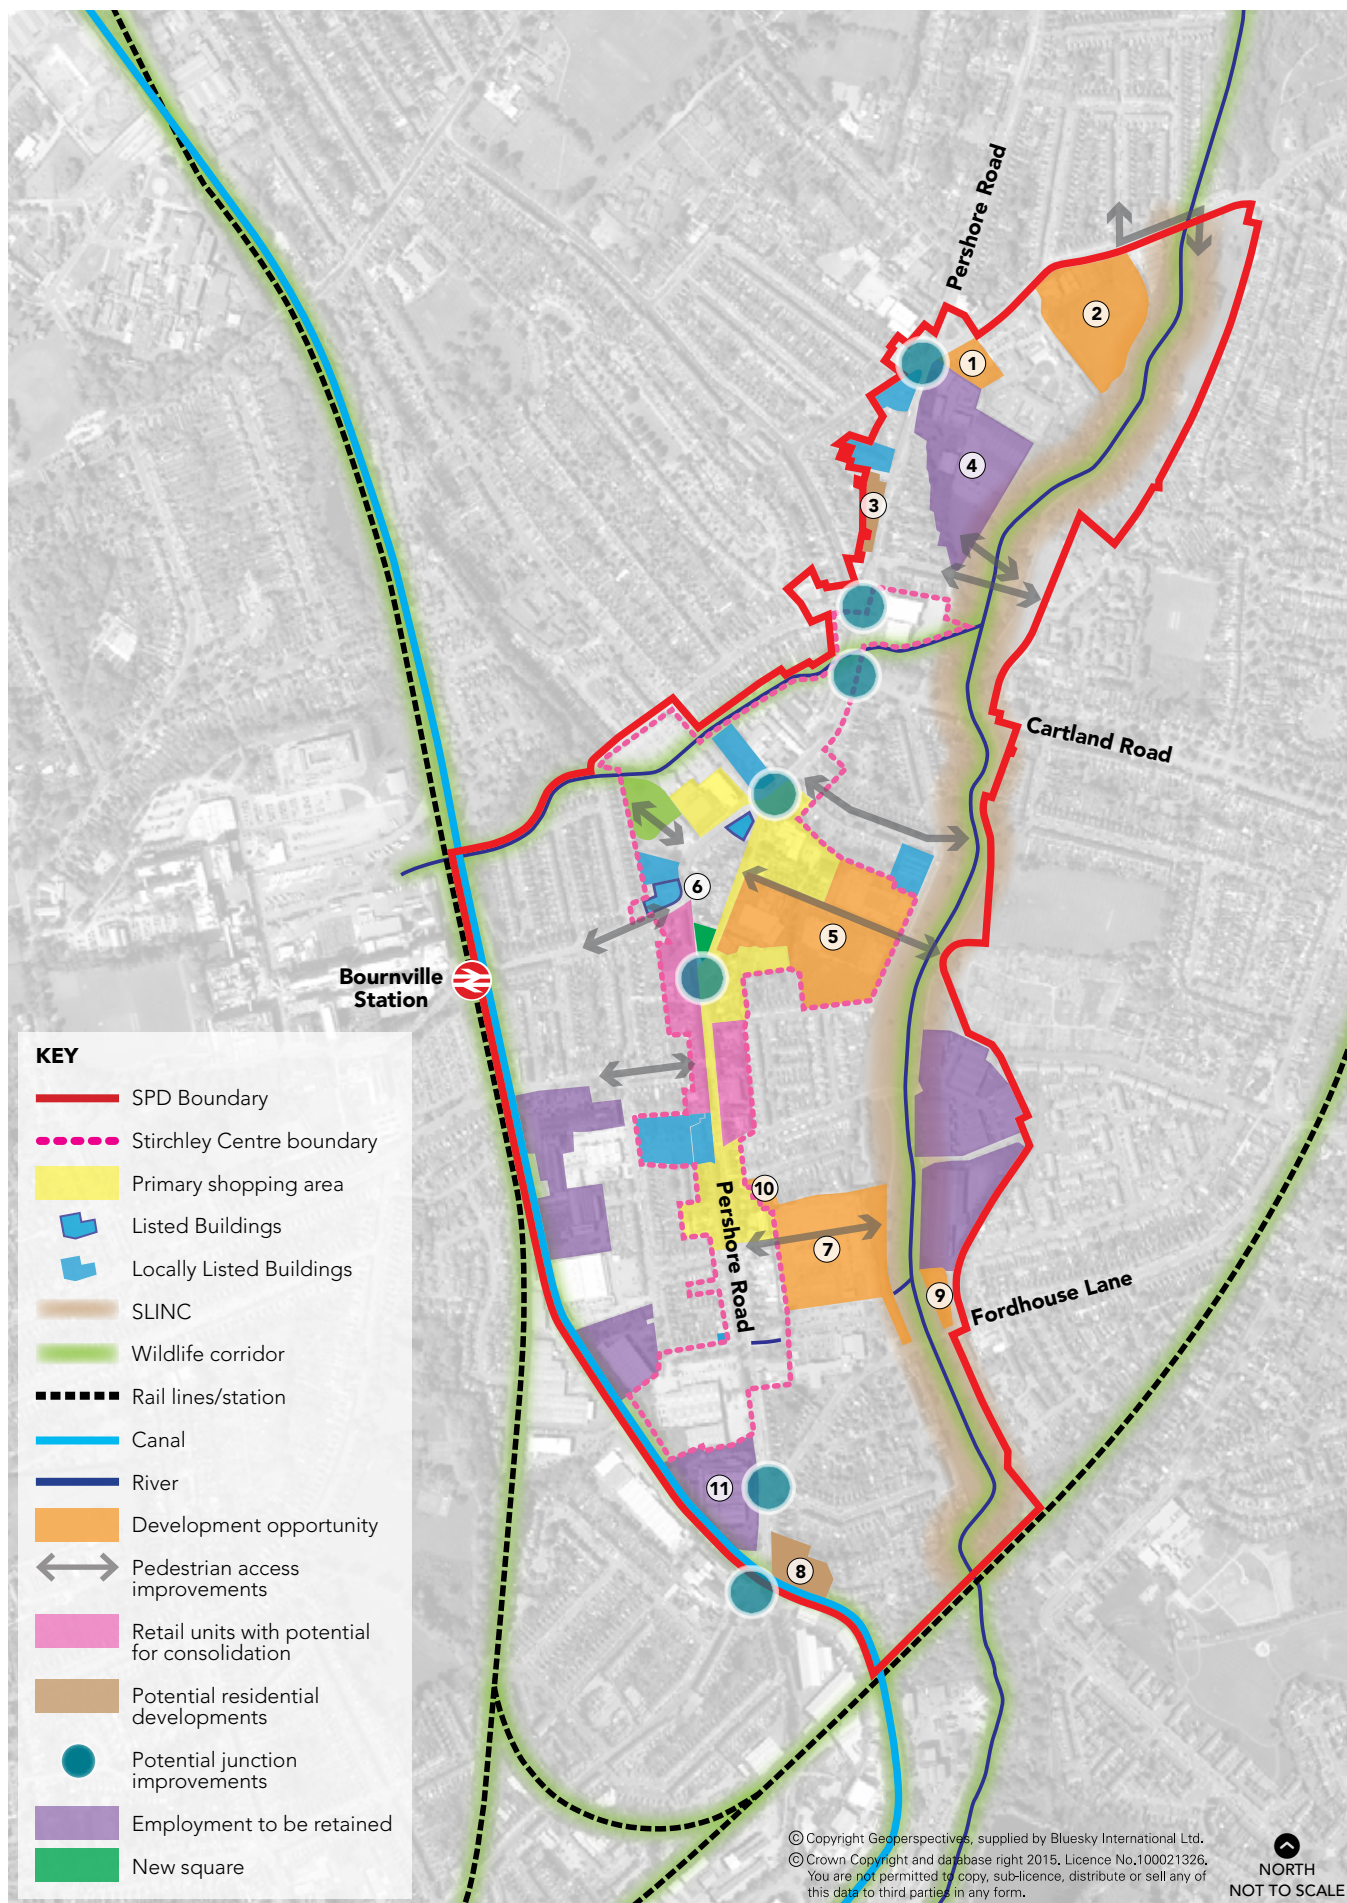 Pershore Road
2
1
4
3
Cartland Road
6
5
Bournville
Station
10
Pershore Road
7
9
Fordhouse Lane
11
8
KEY
SPD Boundary
Stirchley Centre boundary
Primary shopping area
Listed Buildings
Locally Listed Buildings
SLINC
Wildlife corridor
Rail lines/station
Canal
River
Development opportunity
Pedestrian access
improvements
Retail units with potential
for consolidation
Potential residential
developments
Potential junction
improvements
Employment to be retained
New square
© Copyright Geoperspectives, supplied by Bluesky International Ltd.
© Crown Copyright and database right 2015. Licence No.100021326.
You are not permitted to copy, sub-licence, distribute or sell any of
this data to third parties in any form.
NORTH
NOT TO SCALE